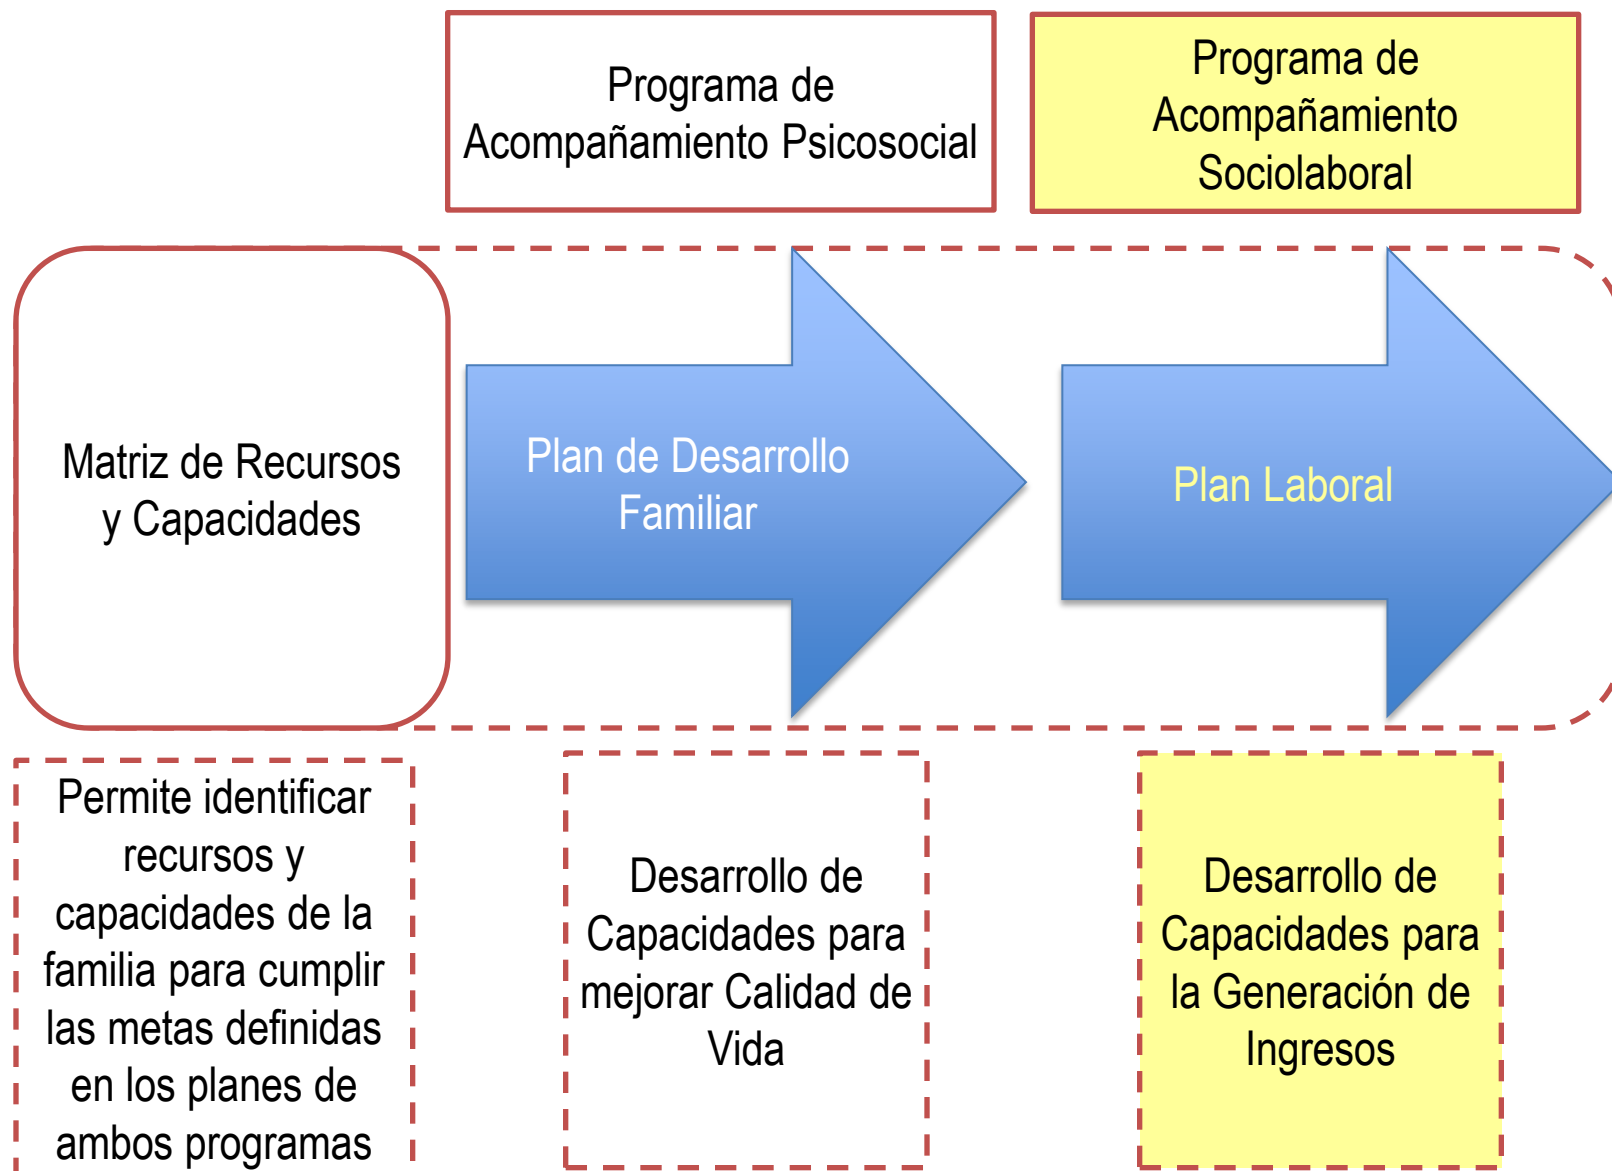 Programa de
Acompañamiento Psicosocial
Programa de
Acompañamiento
Sociolaboral
Matriz de Recursos
y Capacidades
Plan de Desarrollo
Familiar
Plan Laboral
Permite identificar
recursos y
capacidades de la
familia para cumplir
las metas definidas
en los planes de
ambos programas
Desarrollo de
Capacidades para
mejorar Calidad de
Vida
Desarrollo de
Capacidades para
la Generación de
Ingresos